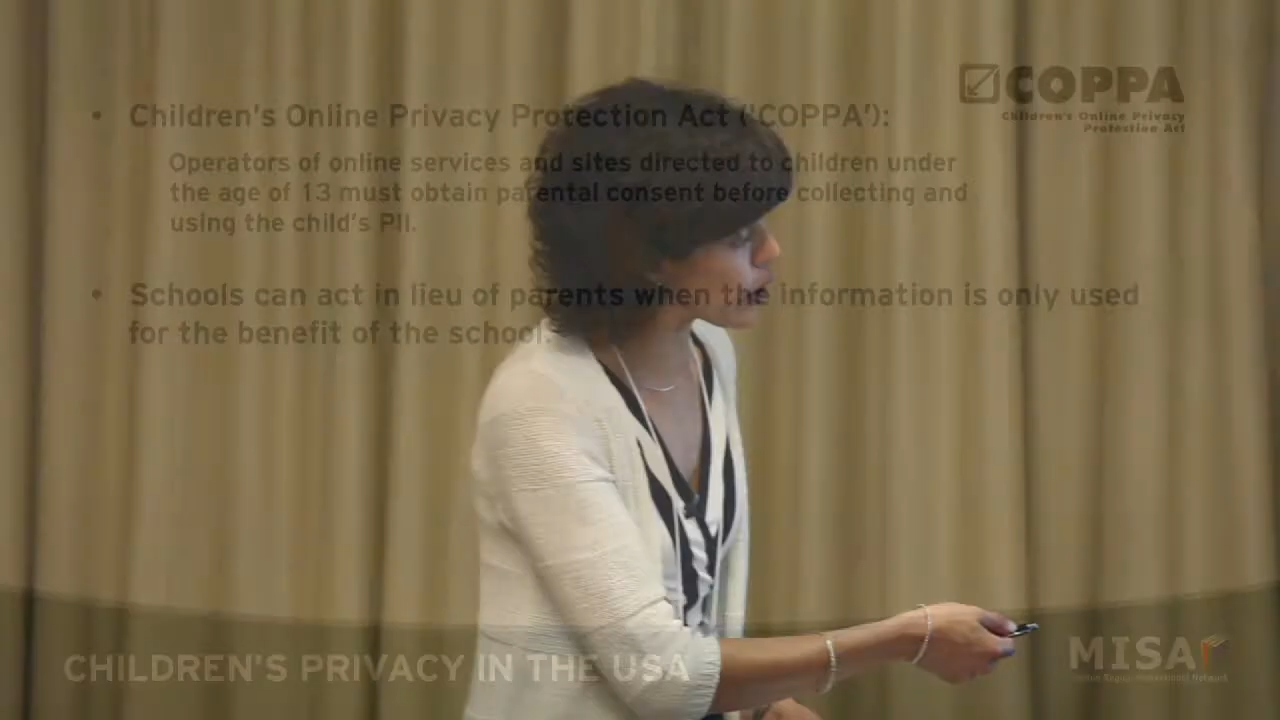 COPPA
Children's Online Privacy
Protection Act
• Children's Online Privacy Protection Act ('COPPA'):
Operators of online services and sites directed to children under
the age of 13 must obtain parental consent before collecting and
using the child's PII.
• Schools can act in lieu of parents when the information is only used
for the benefit of the school.
CHILDREN'S PRIVACY IN THE USA
MISA